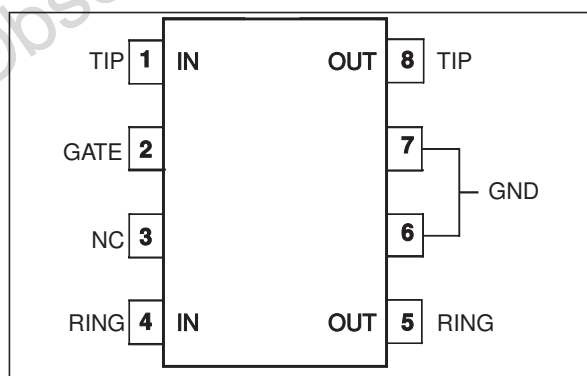 TIP 1 IN OUT 8 TIP
GATE 2 7
GND
NC 3 6
RING 4 IN OUT 5 RING